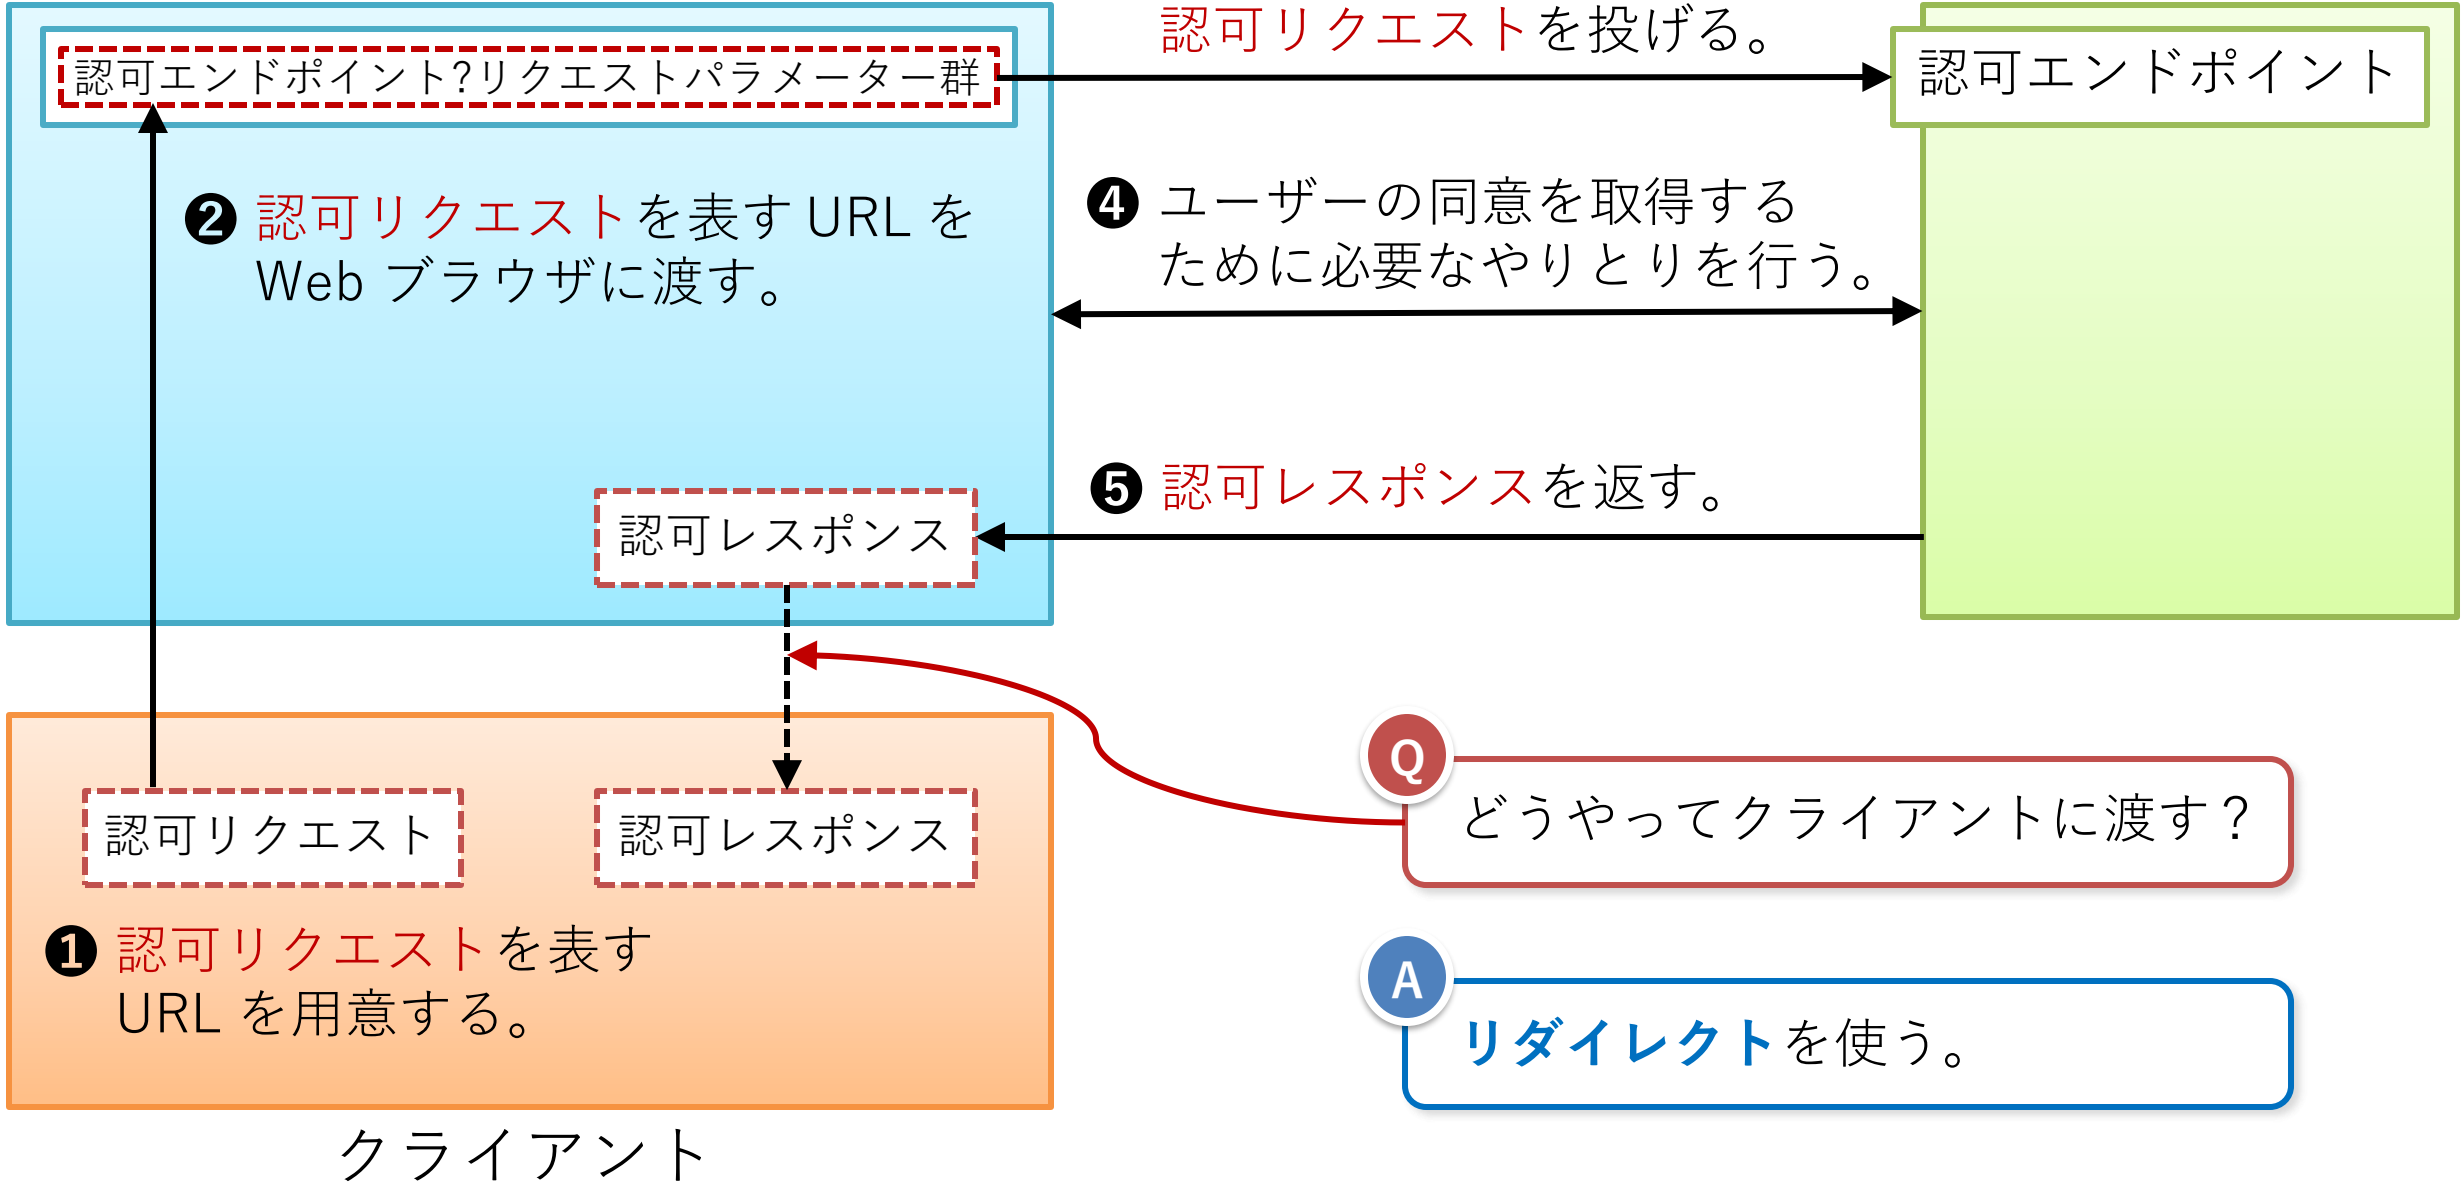 認可リクエストを投げる。
認可エンドポイント?リクエストパラメーター群
認可エンドポイント
❷ 認可リクエストを表す URL を
Web ブラウザに渡す。
❹ ユーザーの同意を取得する
ために必要なやりとりを行う。
❺ 認可レスポンスを返す。
認可レスポンス
認可リクエスト
認可レスポンス
❶ 認可リクエストを表す
URL を用意する。
クライアント
Q
どうやってクライアントに渡す？
A
リダイレクトを使う。